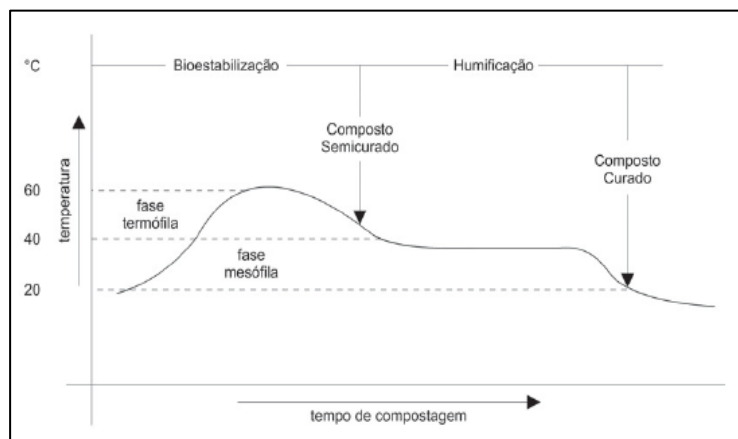 °C
Bioestabilização
Humificação
Composto
Semicurado
Composto
Curado
temperatura
60
fase
termófila
40
fase
mesófila
20
tempo de compostagem